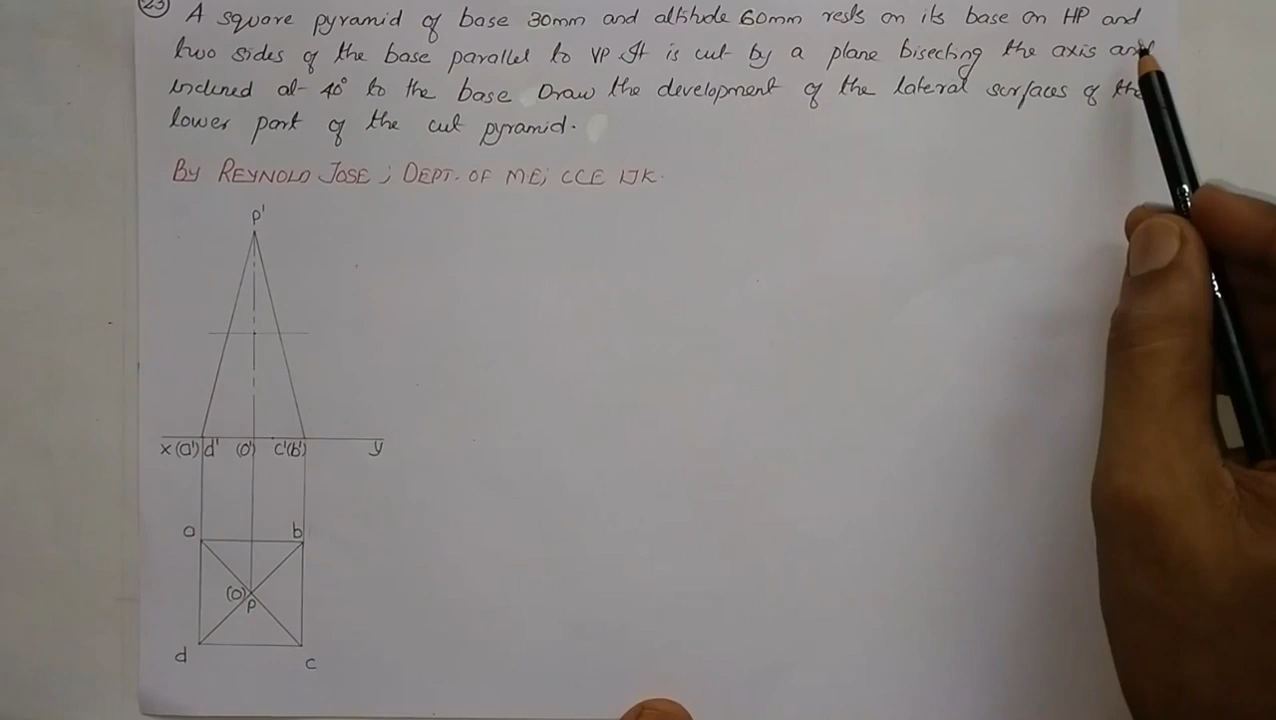 23 A square pyramid of base 30mm and altitude 60mm rests on its base on HP and
two sides of the base parallel to VP. It is cut by a plane bisecting the axis and
inclined at 40° to the base. Draw the development of the lateral surfaces of the
lower part of the cut pyramid.
By REYNOLD JOSE ; DEPT. OF ME; CCE IJK.
p'
x (a') d' (o') c' (b') y
a b
(o)
p
d c